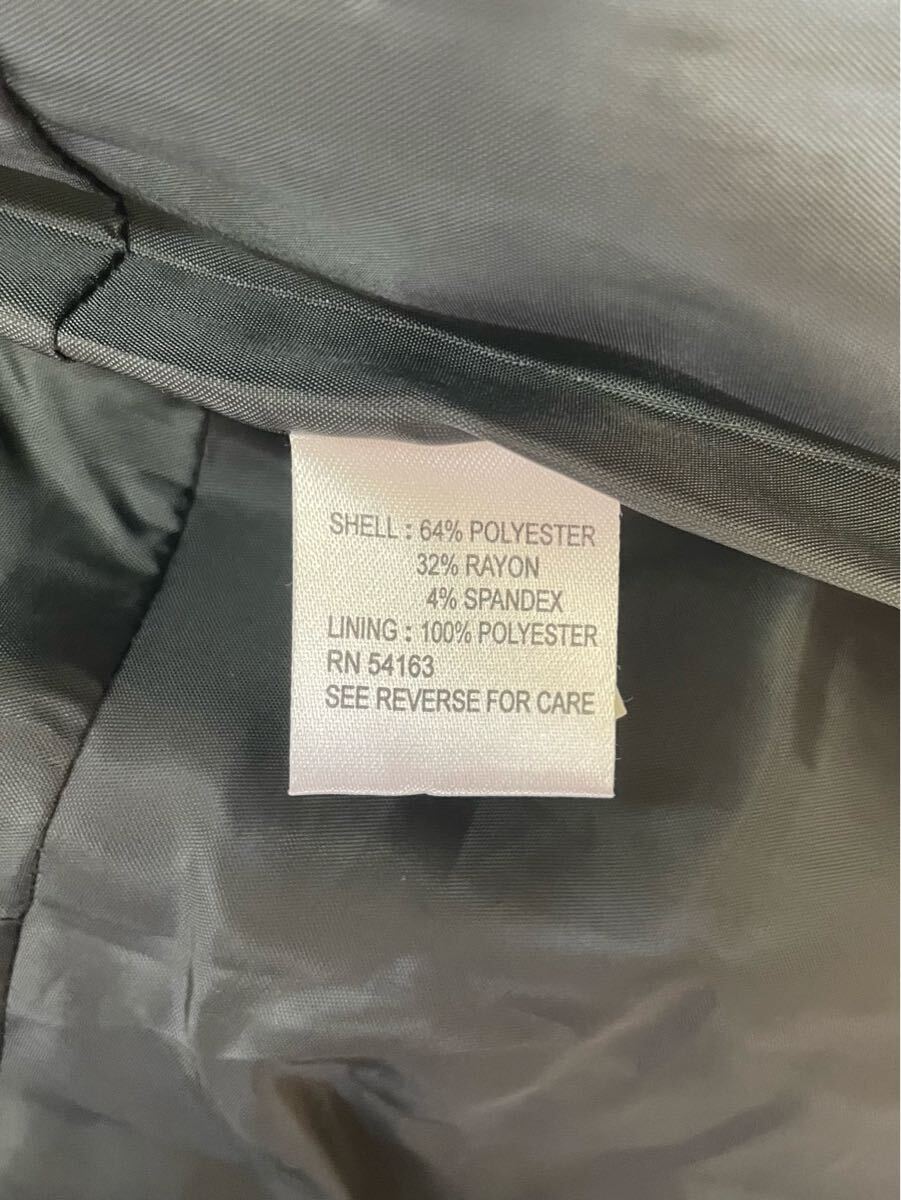 SHELL : 64% POLYESTER
32% RAYON
4% SPANDEX
LINING : 100% POLYESTER
RN 54163
SEE REVERSE FOR CARE